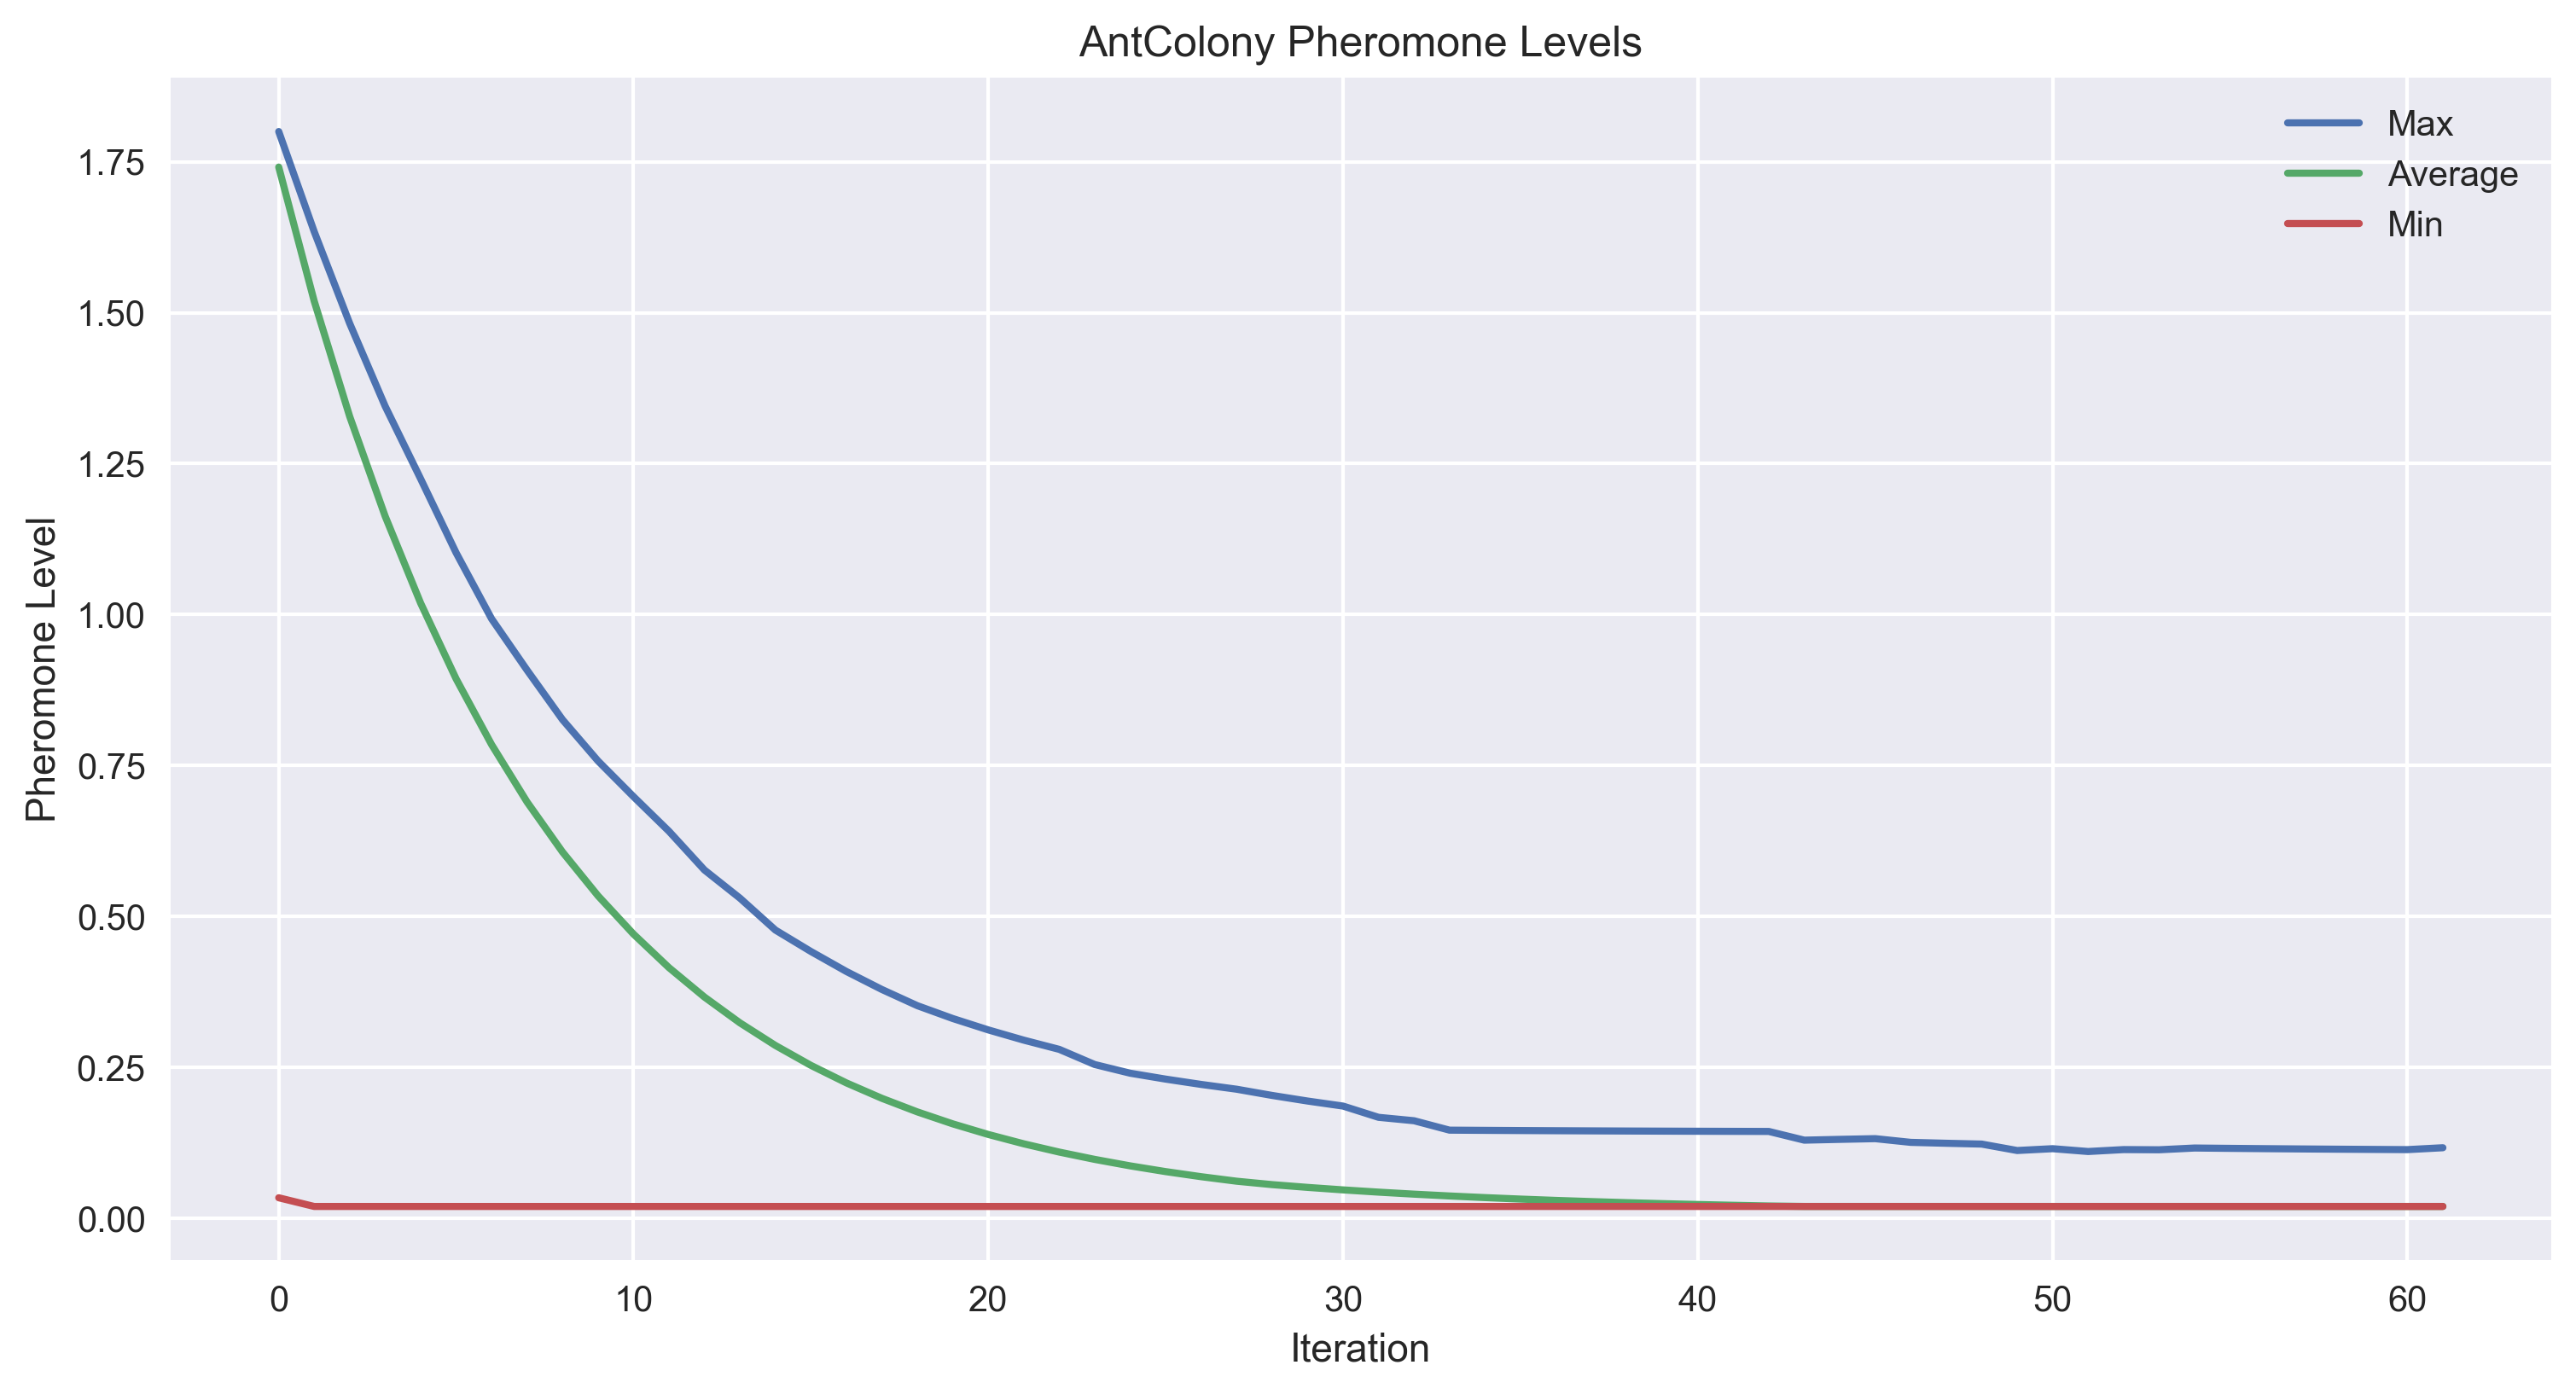 AntColony Pheromone Levels
Max
Average
Min
1.75
1.50
1.25
1.00
0.75
0.50
0.25
0.00
Pheromone Level
0 10 20 30 40 50 60
Iteration